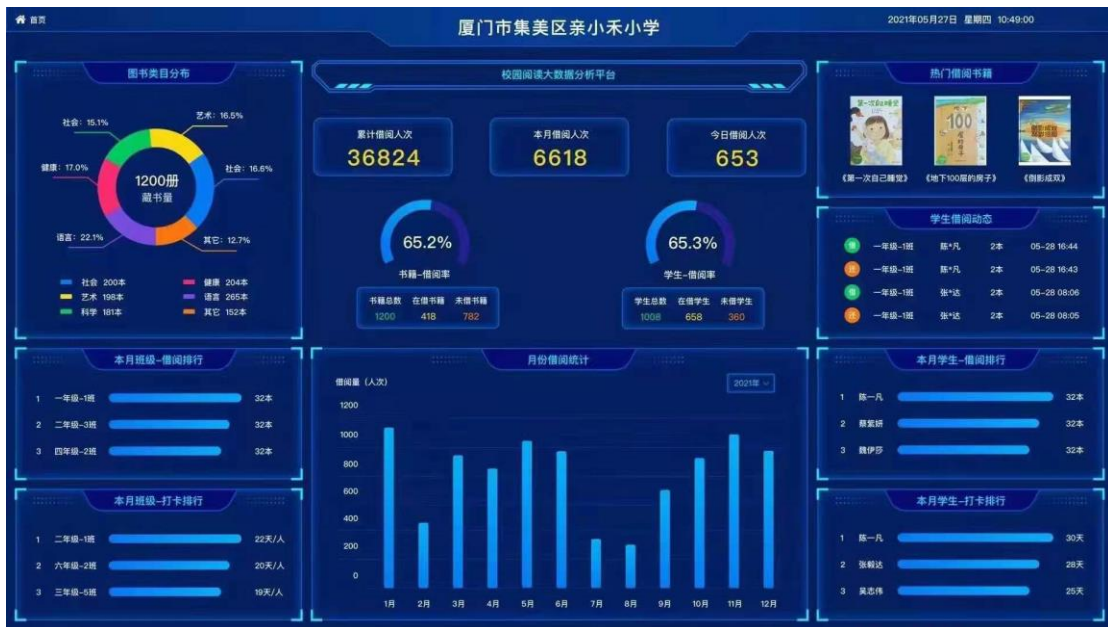 首页
厦门市集美区亲小禾小学
2021年05月27日 星期四 10:49:00
校园阅读大数据分析平台
图书类目分布
社会：15.1%
艺术：16.5%
健康：17.0%
社会：16.6%
1200册
藏书量
语言：22.1%
其它：12.7%
社会 200本
健康 204本
艺术 198本
语言 265本
科学 181本
其它 152本
累计借阅人次
36824
本月借阅人次
6618
今日借阅人次
653
65.2%
书籍-借阅率
书籍总数 在借书籍 未借书籍
1200 418 782
65.3%
学生-借阅率
学生总数 在借学生 未借学生
1008 658 360
热门借阅书籍
第一次自己睡觉
地下
100
层的房子
《第一次自己睡觉》
《地下100层的房子》
《倒影成双》
学生借阅动态
借 一年级-1班 陈*凡 2本 05-28 16:44
还 一年级-1班 陈*凡 2本 05-28 16:43
借 一年级-1班 张*达 2本 05-28 08:06
还 一年级-1班 张*达 2本 05-28 08:05
本月班级-借阅排行
1 一年级-1班 32本
2 二年级-3班 32本
3 四年级-2班 32本
本月班级-打卡排行
1 二年级-1班 22天/人
2 六年级-2班 20天/人
3 三年级-5班 19天/人
月份借阅统计
借阅量（人次）
2021年
1200
1000
800
600
400
200
0
1月 2月 3月 4月 5月 6月 7月 8月 9月 10月 11月 12月
本月学生-借阅排行
1 陈一凡 32本
2 蔡紫妍 32本
3 魏伊莎 32本
本月学生-打卡排行
1 陈一凡 30天
2 张毅达 28天
3 吴志伟 25天